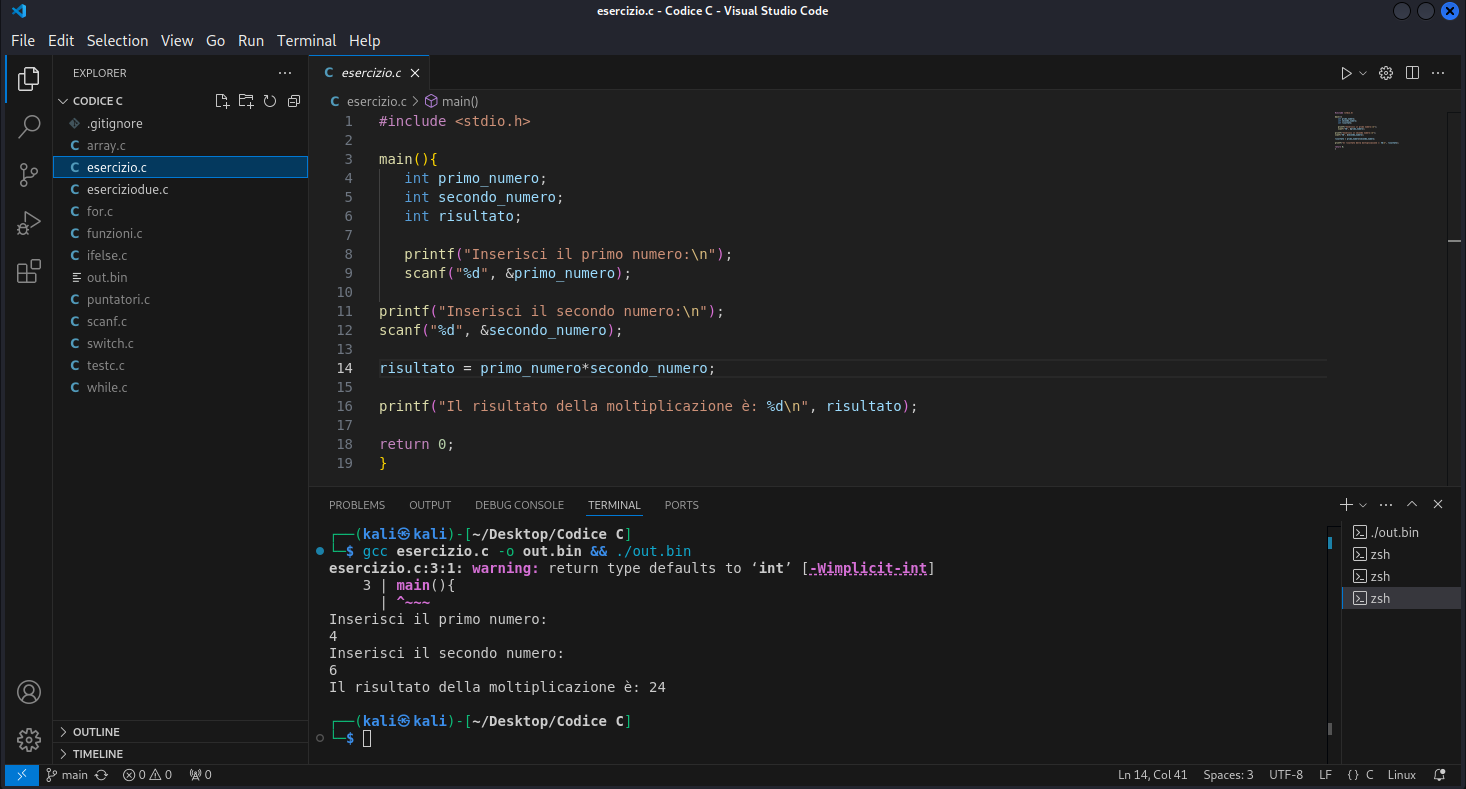 esercizio.c - Codice C - Visual Studio Code
File Edit Selection View Go Run Terminal Help
EXPLORER
CODICE C
.gitignore
C array.c
C esercizio.c
C eserciziodue.c
C for.c
C funzioni.c
C ifelse.c
out.bin
C puntatori.c
C scanf.c
C switch.c
C testc.c
C while.c
OUTLINE
TIMELINE
C esercizio.c
C esercizio.c > main()
1 #include <stdio.h>
2
3 main(){
4 int primo_numero;
5 int secondo_numero;
6 int risultato;
7
8 printf("Inserisci il primo numero:\n");
9 scanf("%d", &primo_numero);
10
11 printf("Inserisci il secondo numero:\n");
12 scanf("%d", &secondo_numero);
13
14 risultato = primo_numero*secondo_numero;
15
16 printf("Il risultato della moltiplicazione è: %d\n", risultato);
17
18 return 0;
19 }
PROBLEMS OUTPUT DEBUG CONSOLE TERMINAL PORTS
┌──(kali㉿kali)-[~/Desktop/Codice C]
└─$ gcc esercizio.c -o out.bin && ./out.bin
esercizio.c:3:1: warning: return type defaults to ‘int’ [-Wimplicit-int]
3 | main(){
| ^~~~
Inserisci il primo numero:
4
Inserisci il secondo numero:
6
Il risultato della moltiplicazione è: 24
┌──(kali㉿kali)-[~/Desktop/Codice C]
└─$
./out.bin
zsh
zsh
zsh
main 0 0 0 Ln 14, Col 41 Spaces: 3 UTF-8 LF {} C Linux